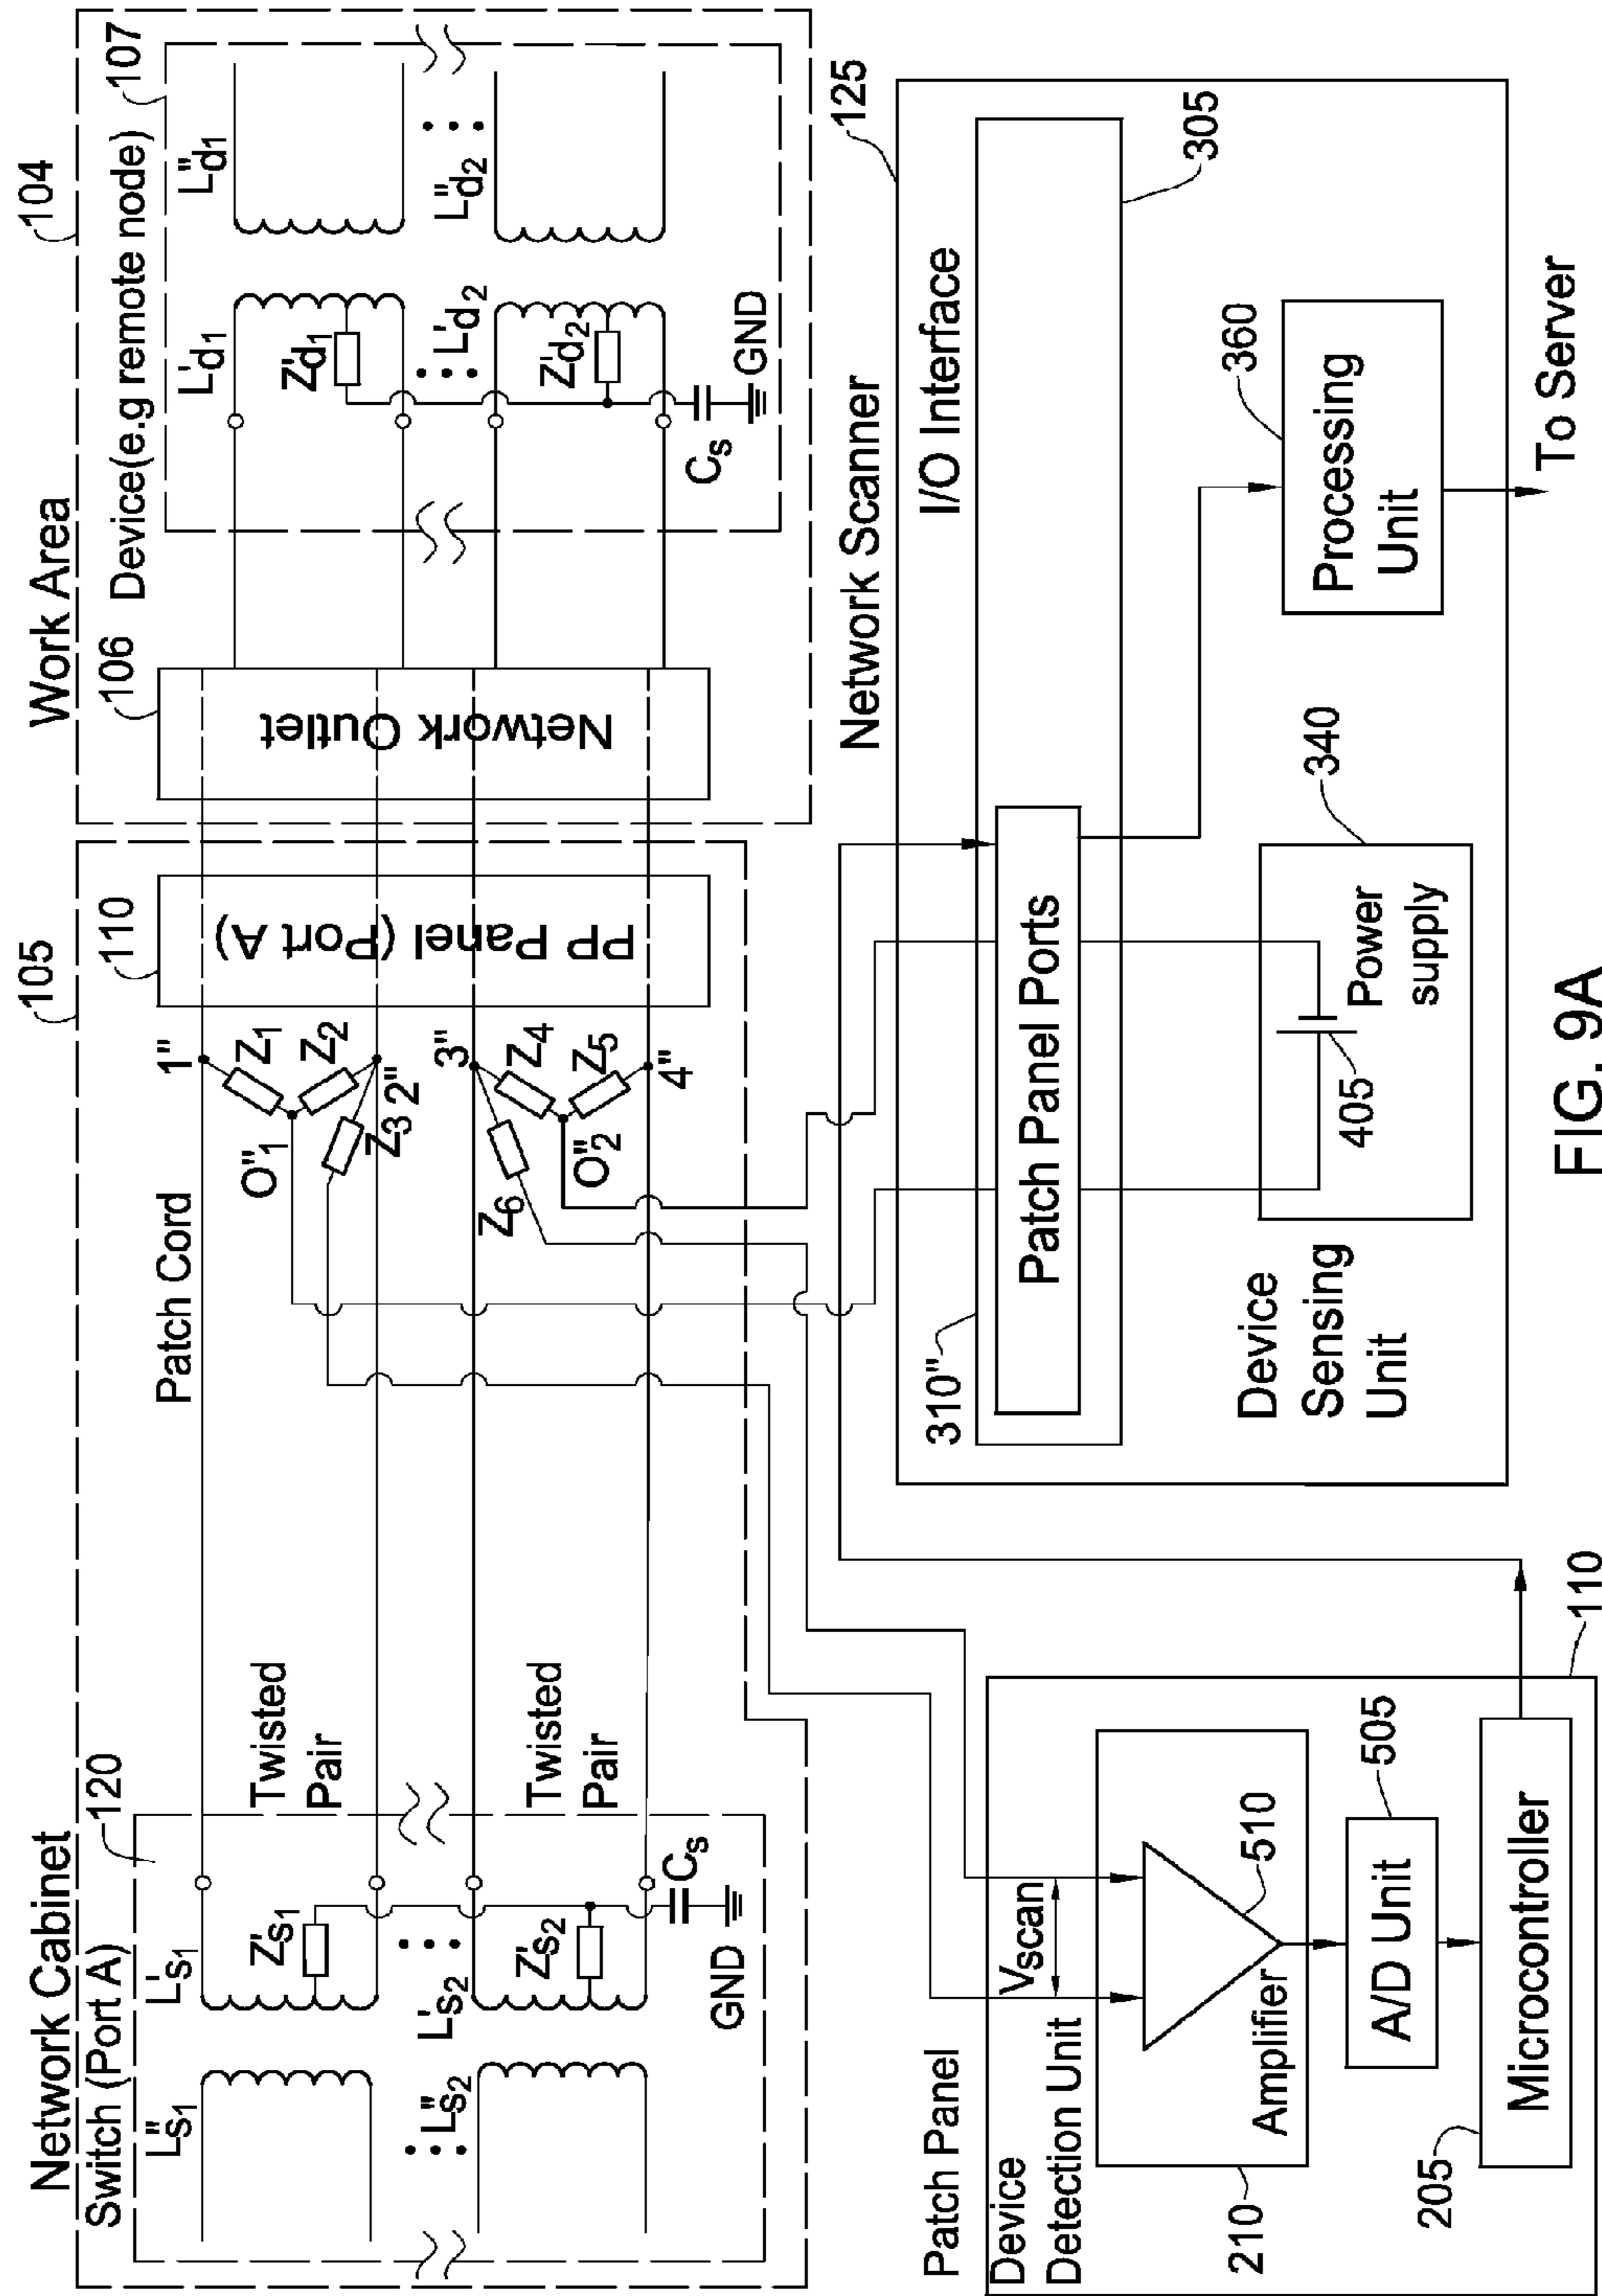 Network Cabinet
Switch (Port A)
120
L"s1
L's1
Z's1
L"s2
L's2
Z's2
Cs
GND
Twisted
Pair
Twisted
Pair
Patch Cord
105
110
1"
Z1
Z2
O"1
Z3
2"
3"
Z4
Z5
O"2
Z6
4"
PP Panel (Port A)
Work Area
104
106
Network Outlet
Device(e.g remote node)
107
L'd1
L"d1
Z'd1
L'd2
L"d2
Z'd2
Cs
GND
Patch Panel
Device
Detection Unit
Vscan
510
Amplifier
210
505
A/D Unit
205
Microcontroller
110
Network Scanner
125
I/O Interface
305
310"
Patch Panel Ports
Device
Sensing
Unit
340
Power
supply
405
360
Processing
Unit
To Server
FIG. 9A